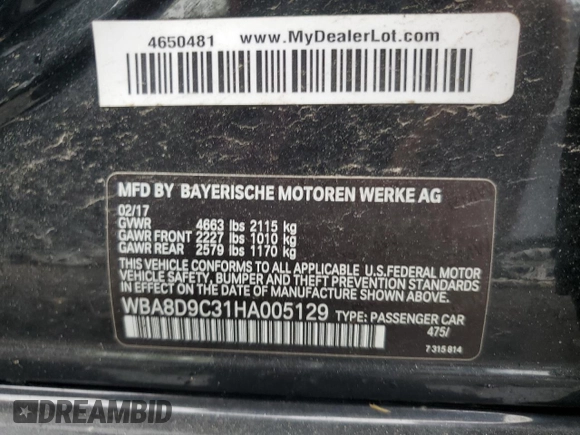 4650481 www.MyDealerLot.com
MFD BY BAYERISCHE MOTOREN WERKE AG
02/17
GVWR 4663 lbs 2115 kg
GAWR FRONT 2227 lbs 1010 kg
GAWR REAR 2579 lbs 1170 kg
THIS VEHICLE CONFORMS TO ALL APPLICABLE U.S.FEDERAL MOTOR
VEHICLE SAFETY, BUMPER AND THEFT PREVENTION STANDARDS
IN EFFECT ON THE DATE OF MANUFACTURE SHOWN ABOVE.
WBA8D9C31HA005129 TYPE: PASSENGER CAR
475/
7 315 814
DREAMBID